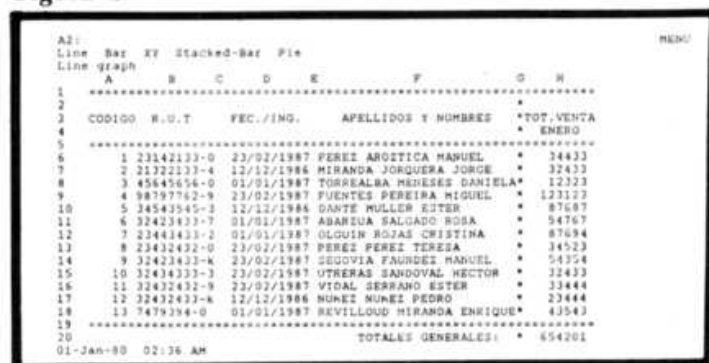 A2: MENU
Line Bar XY Stacked-Bar Pie
Line graph
A B C D E F G H
1 ************************************************************
2 *
3 CODIGO R.U.T FEC./ING. APELLIDOS Y NOMBRES *TOT.VENTA
4 * ENERO
5 ************************************************************
6 1 23142133-0 23/02/1987 PEREZ AROZTICA MANUEL * 34433
7 2 21322133-4 12/12/1986 MIRANDA JORQUERA JORGE * 32433
8 3 45645656-0 01/01/1987 TORREALBA MENESES DANIELA* 12323
9 4 98797762-9 23/02/1987 FUENTES PEREIRA MIGUEL * 123123
10 5 34543545-3 12/12/1986 DANTE MULLER ESTER * 87687
11 6 32423433-7 01/01/1987 ABANZUA SALGADO ROSA * 54767
12 7 23443433-2 01/01/1987 OLGUIN ROJAS CRISTINA * 87694
13 8 23432432-0 23/02/1987 PEREZ PEREZ TERESA * 34523
14 9 32423433-k 23/02/1987 SEGOVIA FAUNDEZ MANUEL * 54354
15 10 32434333-3 23/02/1987 UTRERAS SANDOVAL HECTOR * 32433
16 11 32432432-9 23/02/1987 VIDAL SERRANO ESTER * 33444
17 12 32432433-k 12/12/1986 NUNEZ NUNEZ PEDRO * 23444
18 13 7479394-0 01/01/1987 REVILLOUD MIRANDA ENRIQUE* 43543
19 ************************************************************
20 TOTALES GENERALES: * 654201
01-Jan-80 02:36 AM